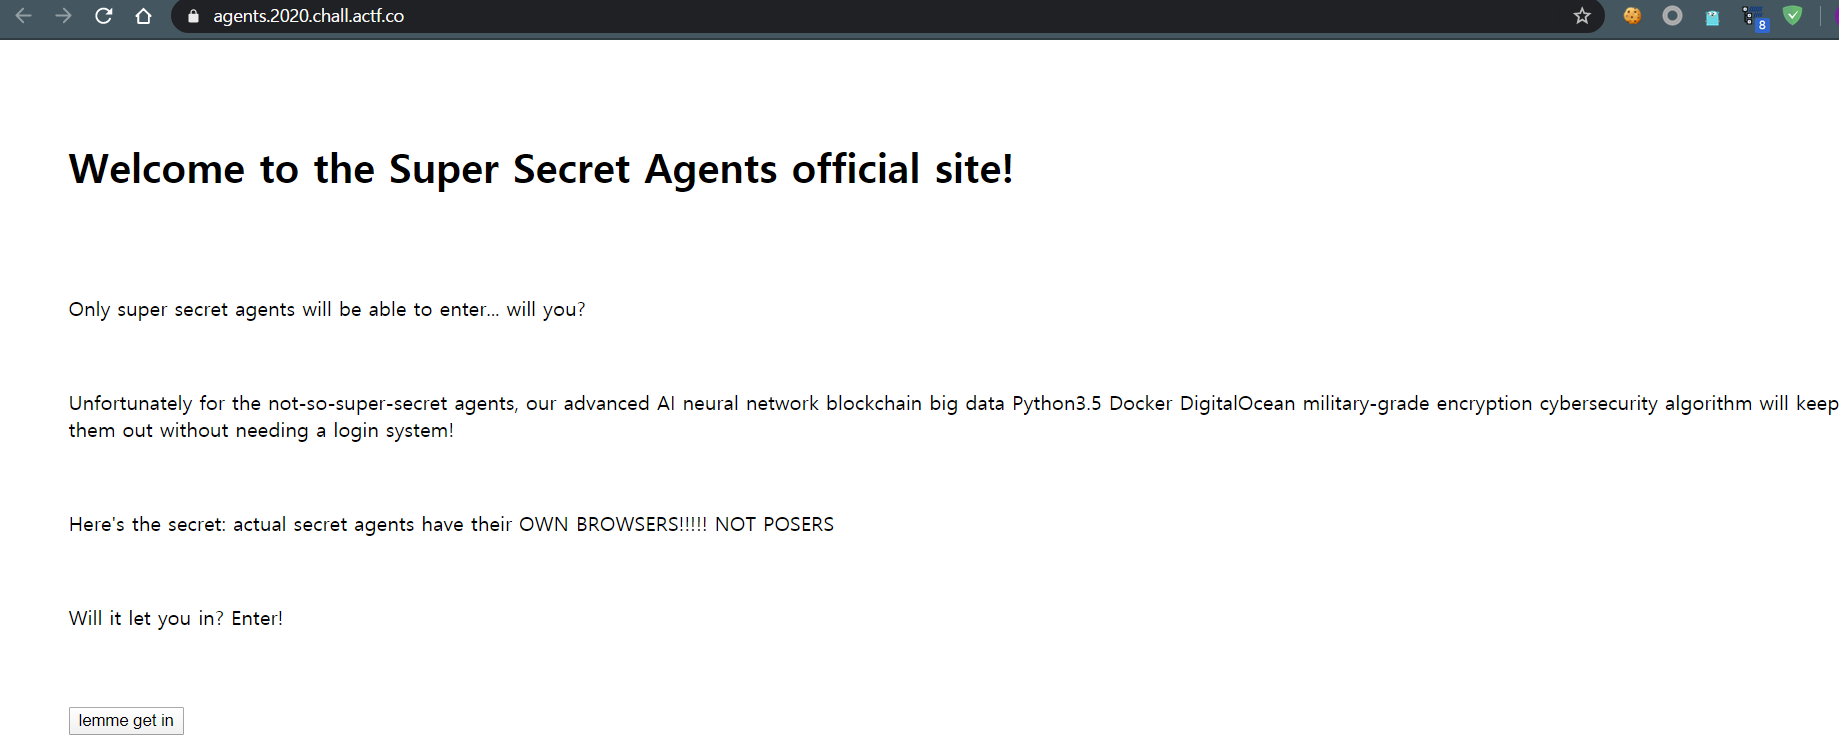 agents.2020.chall.actf.co
8
Welcome to the Super Secret Agents official site!
Only super secret agents will be able to enter... will you?
Unfortunately for the not-so-super-secret agents, our advanced AI neural network blockchain big data Python3.5 Docker DigitalOcean military-grade encryption cybersecurity algorithm will keep
them out without needing a login system!
Here's the secret: actual secret agents have their OWN BROWSERS!!!!! NOT POSERS
Will it let you in? Enter!
lemme get in